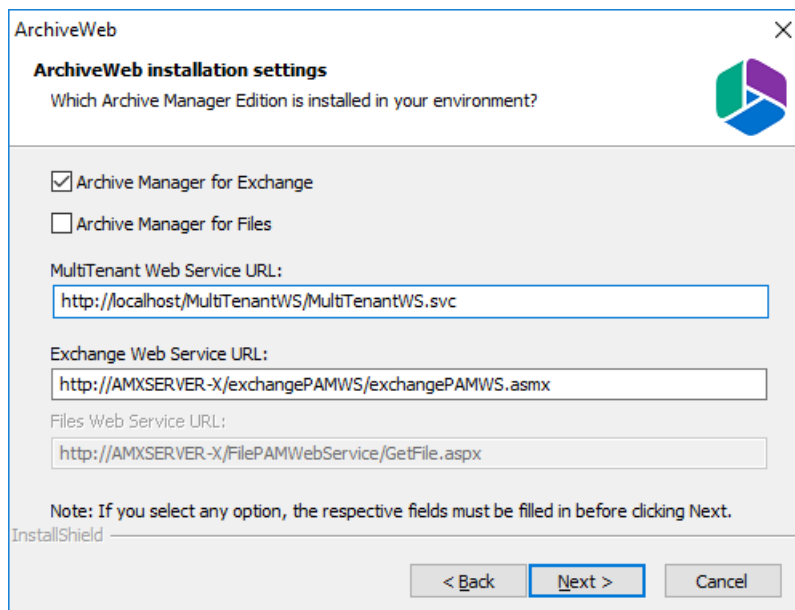 ArchiveWeb
ArchiveWeb installation settings
Which Archive Manager Edition is installed in your environment?
Archive Manager for Exchange
Archive Manager for Files
MultiTenant Web Service URL:
http://localhost/MultiTenantWS/MultiTenantWS.svc
Exchange Web Service URL:
http://AMXSERVER-X/exchangePAMWS/exchangePAMWS.asmx
Files Web Service URL:
http://AMXSERVER-X/FilePAMWebService/GetFile.aspx
Note: If you select any option, the respective fields must be filled in before clicking Next.
InstallShield
< Back Next > Cancel